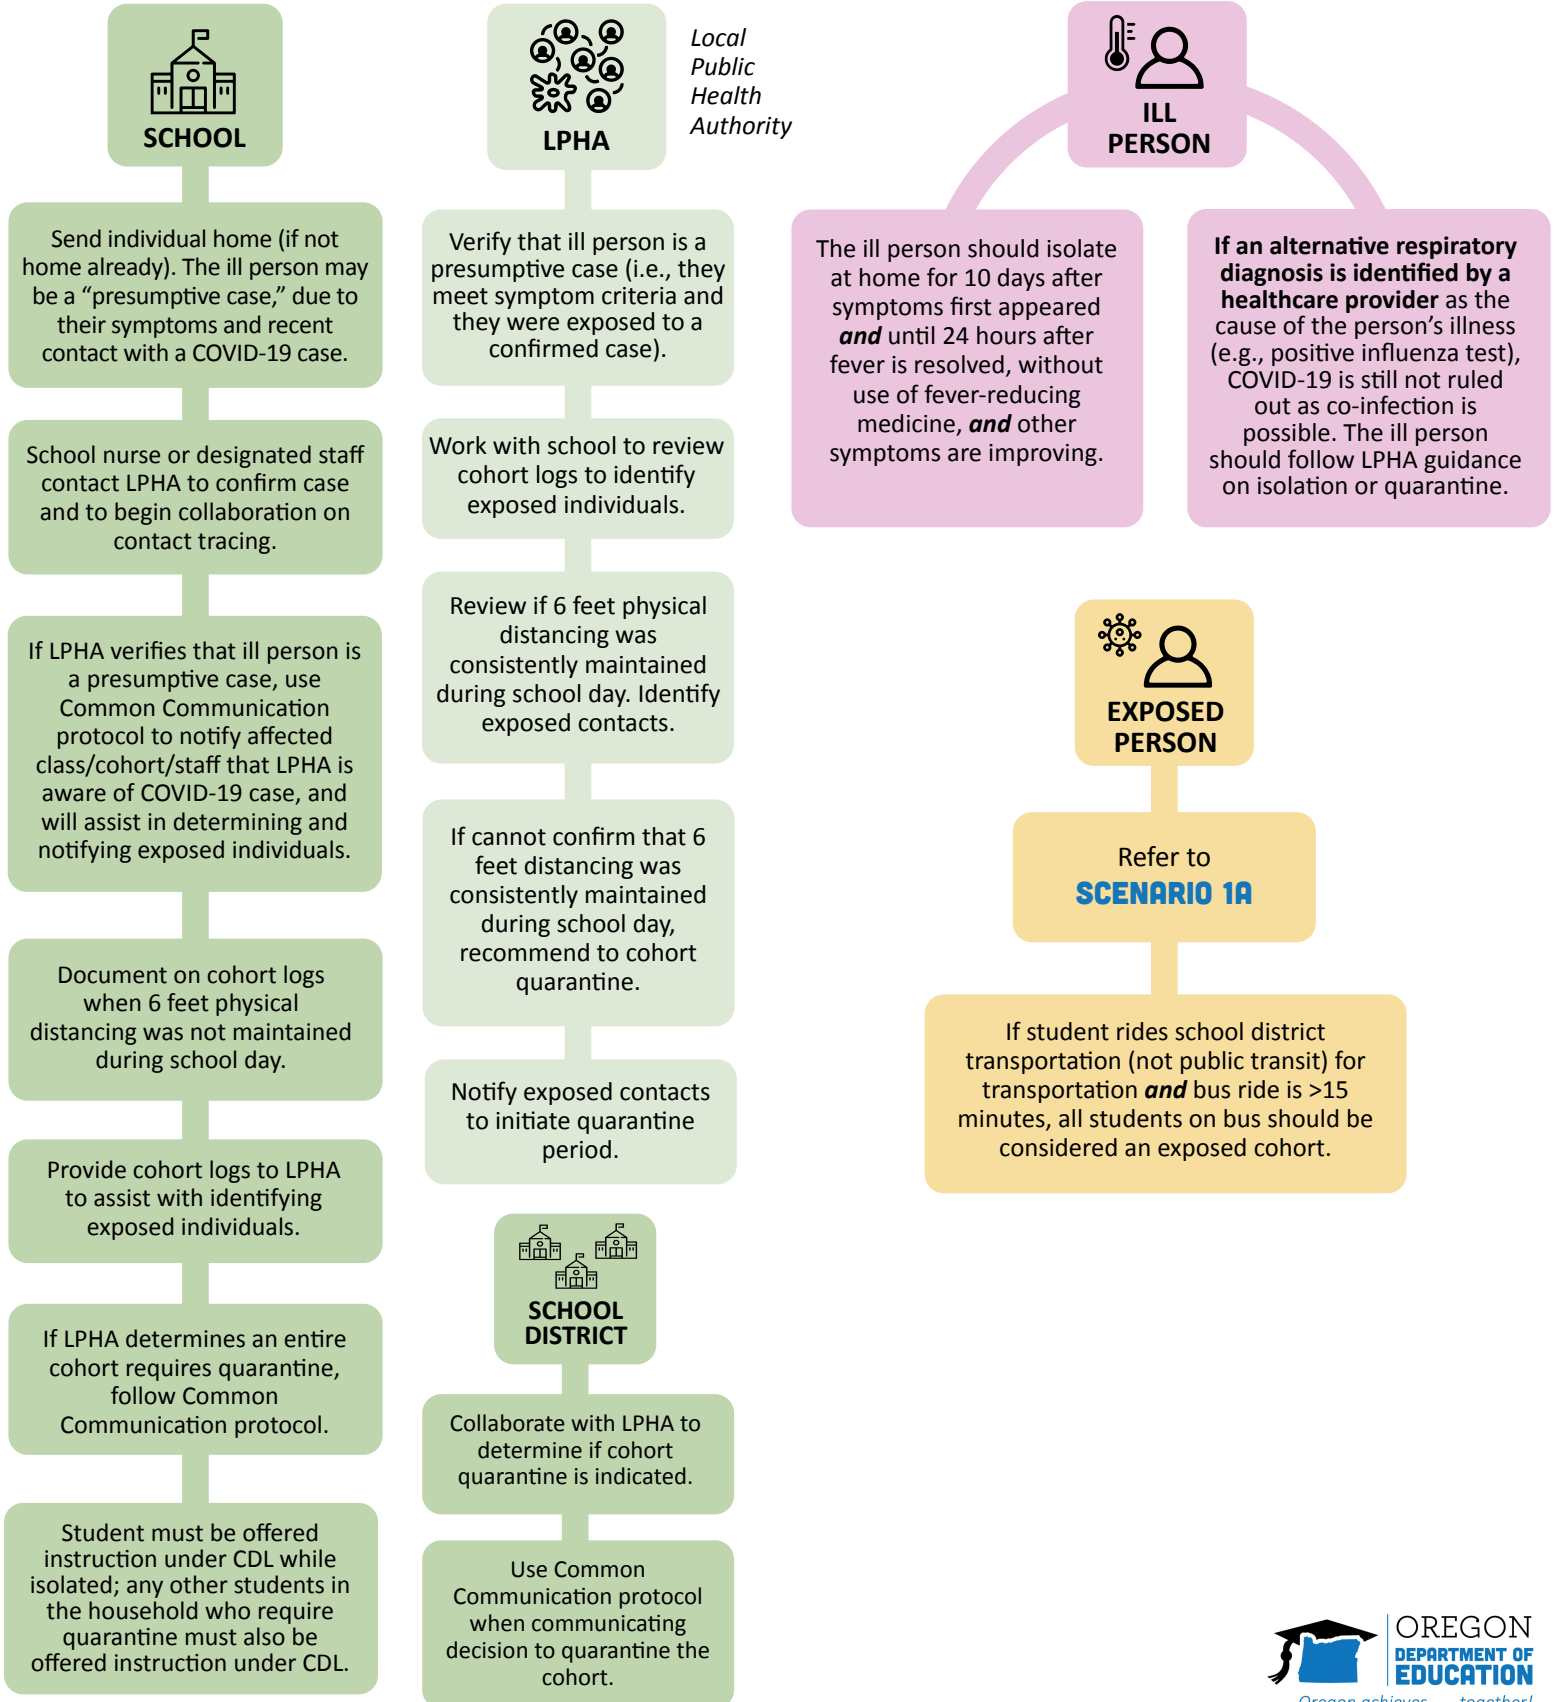 SCHOOL
Send individual home (if not
home already). The ill person may
be a “presumptive case,” due to
their symptoms and recent
contact with a COVID-19 case.
School nurse or designated staff
contact LPHA to confirm case
and to begin collaboration on
contact tracing.
If LPHA verifies that ill person is
a presumptive case, use
Common Communication
protocol to notify affected
class/cohort/staff that LPHA is
aware of COVID-19 case, and
will assist in determining and
notifying exposed individuals.
Document on cohort logs
when 6 feet physical
distancing was not maintained
during school day.
Provide cohort logs to LPHA
to assist with identifying
exposed individuals.
If LPHA determines an entire
cohort requires quarantine,
follow Common
Communication protocol.
Student must be offered
instruction under CDL while
isolated; any other students in
the household who require
quarantine must also be
offered instruction under CDL.
LPHA
Local
Public
Health
Authority
Verify that ill person is a
presumptive case (i.e., they
meet symptom criteria and
they were exposed to a
confirmed case).
Work with school to review
cohort logs to identify
exposed individuals.
Review if 6 feet physical
distancing was
consistently maintained
during school day. Identify
exposed contacts.
If cannot confirm that 6
feet distancing was
consistently maintained
during school day,
recommend to cohort
quarantine.
Notify exposed contacts
to initiate quarantine
period.
SCHOOL
DISTRICT
Collaborate with LPHA to
determine if cohort
quarantine is indicated.
Use Common
Communication protocol
when communicating
decision to quarantine the
cohort.
ILL
PERSON
The ill person should isolate
at home for 10 days after
symptoms first appeared
and until 24 hours after
fever is resolved, without
use of fever-reducing
medicine, and other
symptoms are improving.
If an alternative respiratory
diagnosis is identified by a
healthcare provider as the
cause of the person’s illness
(e.g., positive influenza test),
COVID-19 is still not ruled
out as co-infection is
possible. The ill person
should follow LPHA guidance
on isolation or quarantine.
EXPOSED
PERSON
Refer to
SCENARIO 1A
If student rides school district
transportation (not public transit) for
transportation and bus ride is >15
minutes, all students on bus should be
considered an exposed cohort.
OREGON
DEPARTMENT OF
EDUCATION
Oregon achieves . . . together!